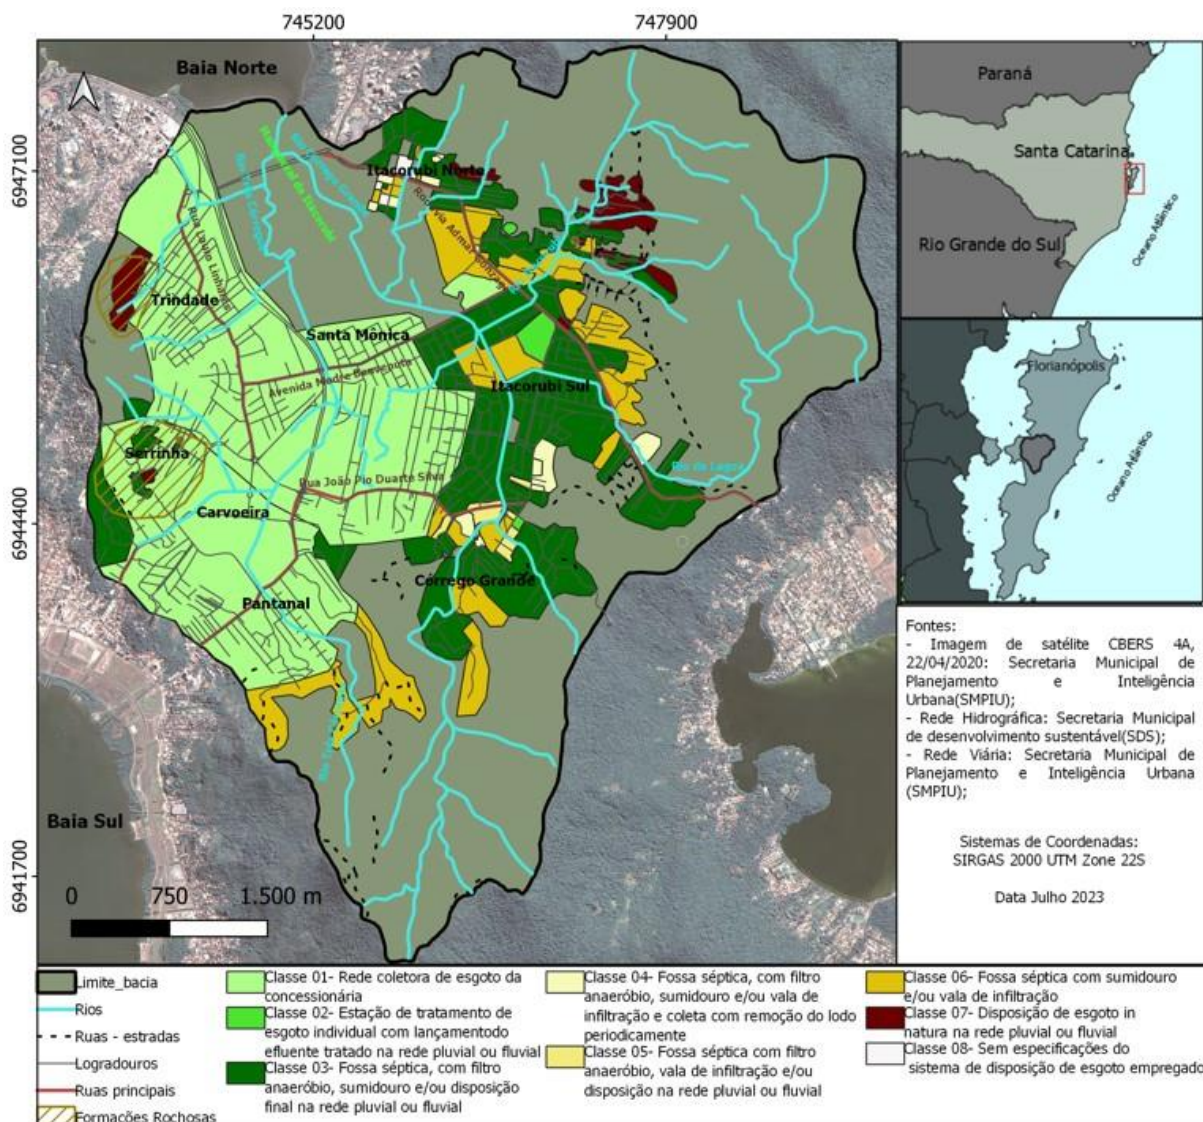 745200
747900
6947100
6944400
6941700
Baia Norte
Manguezal do Itacorubi
Itacorubi Norte
Rua Lauro Linhares
Trindade
Santa Mônica
Avenida Madre Benvenuta
Itacorubi Sul
Serrinha
Rua João Pio Duarte Silva
Carvoeira
Córrego Grande
Pantanal
Baia Sul
0 750 1.500 m
Paraná
Santa Catarina
Rio Grande do Sul
Oceano Atlântico
Florianópolis
Oceano Atlântico
Fontes:
- Imagem de satélite CBERS 4A,
22/04/2020: Secretaria Municipal de
Planejamento e Inteligência
Urbana(SMPIU);
- Rede Hidrográfica: Secretaria Municipal
de desenvolvimento sustentável(SDS);
- Rede Viária: Secretaria Municipal de
Planejamento e Inteligência Urbana
(SMPIU);
Sistemas de Coordenadas:
SIRGAS 2000 UTM Zone 22S
Data Julho 2023
Limite_bacia
Rios
Ruas - estradas
Logradouros
Ruas principais
Formações Rochosas
Classe 01- Rede coletora de esgoto da
concessionária
Classe 02- Estação de tratamento de
esgoto individual com lançamentodo
efluente tratado na rede pluvial ou fluvial
Classe 03- Fossa séptica, com filtro
anaeróbio, sumidouro e/ou disposição
final na rede pluvial ou fluvial
Classe 04- Fossa séptica, com filtro
anaeróbio, sumidouro e/ou vala de
infiltração e coleta com remoção do lodo
periodicamente
Classe 05- Fossa séptica com filtro
anaeróbio, vala de infiltração e/ou
disposição na rede pluvial ou fluvial
Classe 06- Fossa séptica com sumidouro
e/ou vala de infiltração
Classe 07- Disposição de esgoto in
natura na rede pluvial ou fluvial
Classe 08- Sem especificações do
sistema de disposição de esgoto empregado